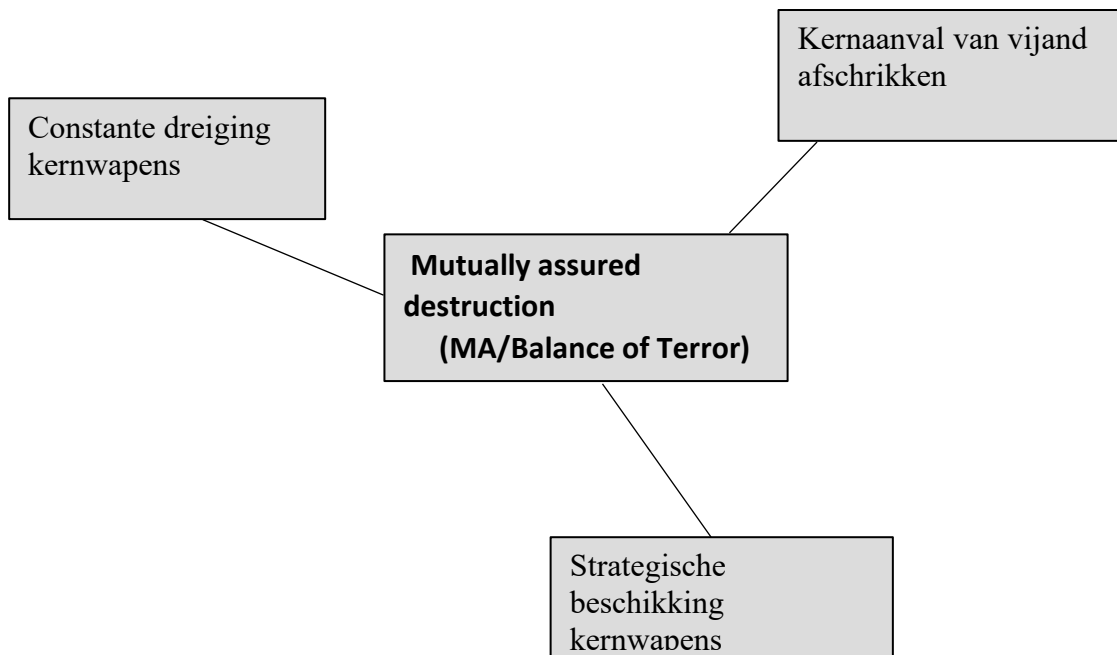 Kernaanval van vijand
afschrikken
Constante dreiging
kernwapens
Mutually assured
destruction
(MA/Balance of Terror)
Strategische
beschikking
kernwapens